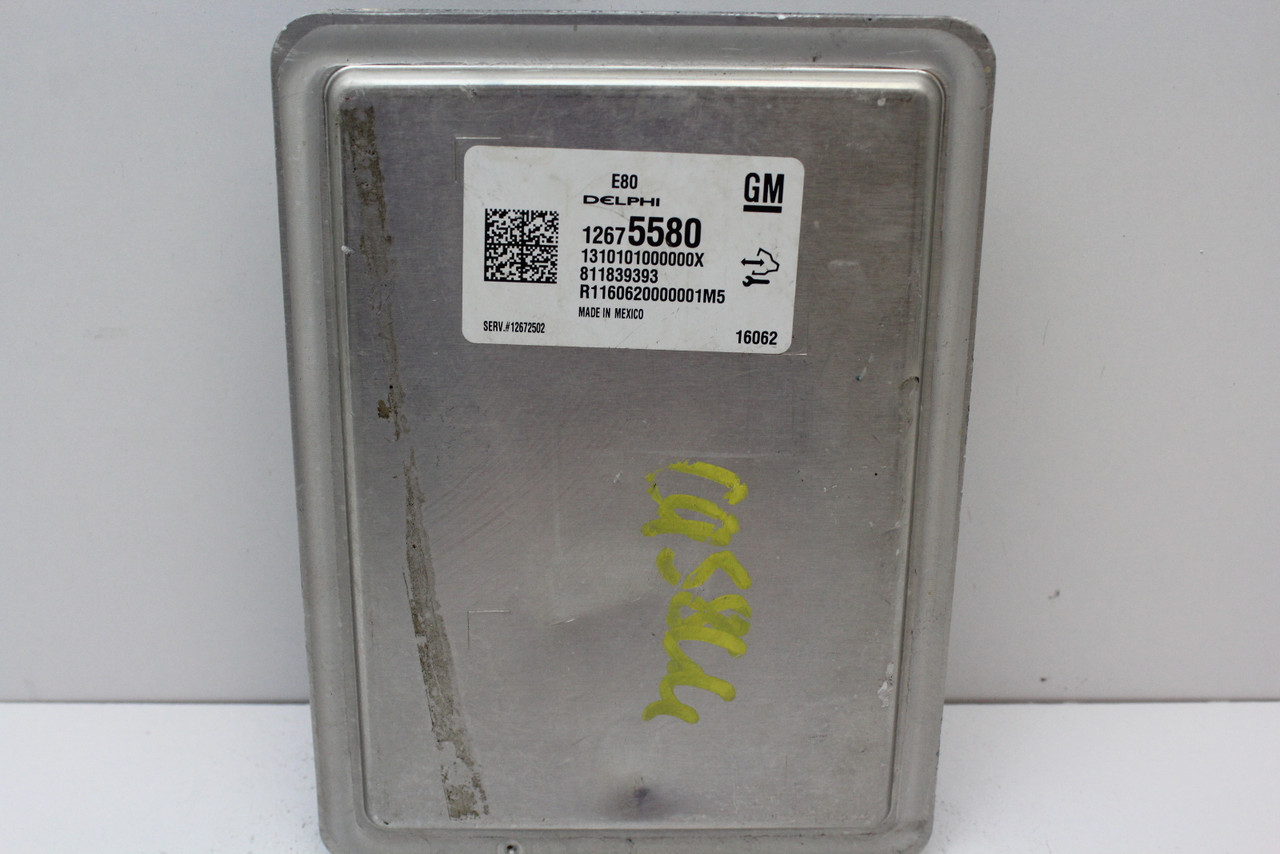 E80
GM
DELPHI
12675580
1310101000000X
811839393
R1160620000001M5
MADE IN MEXICO
SERV.#12672502
16062